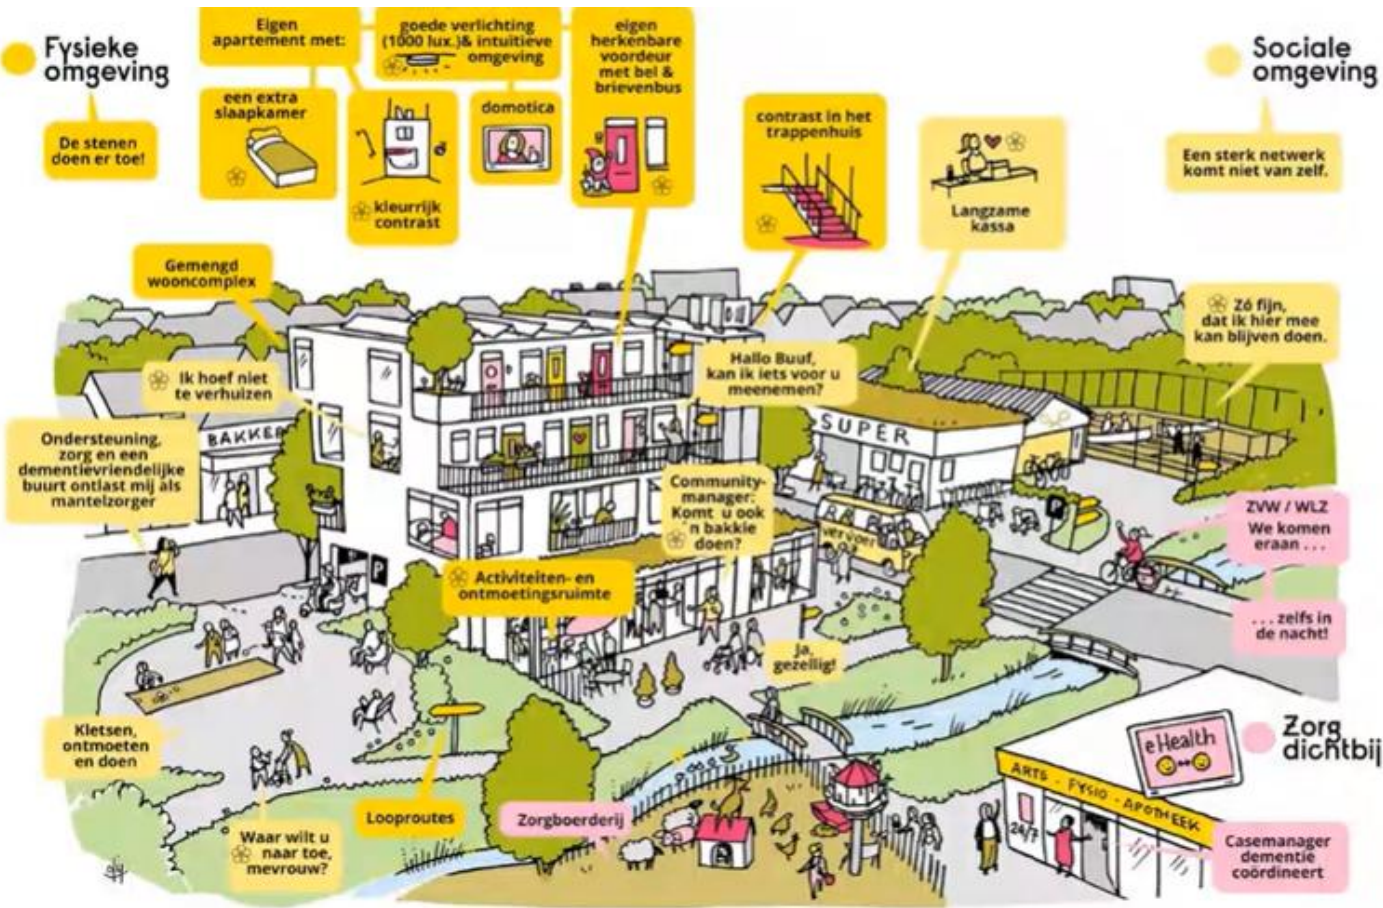 Fysieke
omgeving
De stenen
doen er toe!
Eigen
apartement met:
een extra
slaapkamer
kleurrijk
contrast
goede verlichting
(1000 lux.)& intuïtieve
omgeving
domotica
eigen
herkenbare
voordeur
met bel &
brievenbus
contrast in het
trappenhuis
Langzame
kassa
Sociale
omgeving
Een sterk netwerk
komt niet van zelf.
Gemengd
wooncomplex
Zó fijn,
dat ik hier mee
kan blijven doen.
Ik hoef niet
te verhuizen
Hallo Buuf,
kan ik iets voor u
meenemen?
BAKKER
SUPER
Ondersteuning,
zorg en een
dementievriendelijke
buurt ontlast mij als
mantelzorger
Community-
manager:
Komt u ook
'n bakkie
doen?
vervoer
P
P
ZVW / WLZ
We komen
eraan . . .
. . . zelfs in
de nacht!
Activiteiten- en
ontmoetingsruimte
Ja,
gezellig!
Kletsen,
ontmoeten
en doen
Looproutes
Waar wilt u
naar toe,
mevrouw?
Zorgboerderij
eHealth
Zorg
dichtbij
ARTS - FYSIO - APOTHEEK
24/7
Casemanager
dementie
coördineert